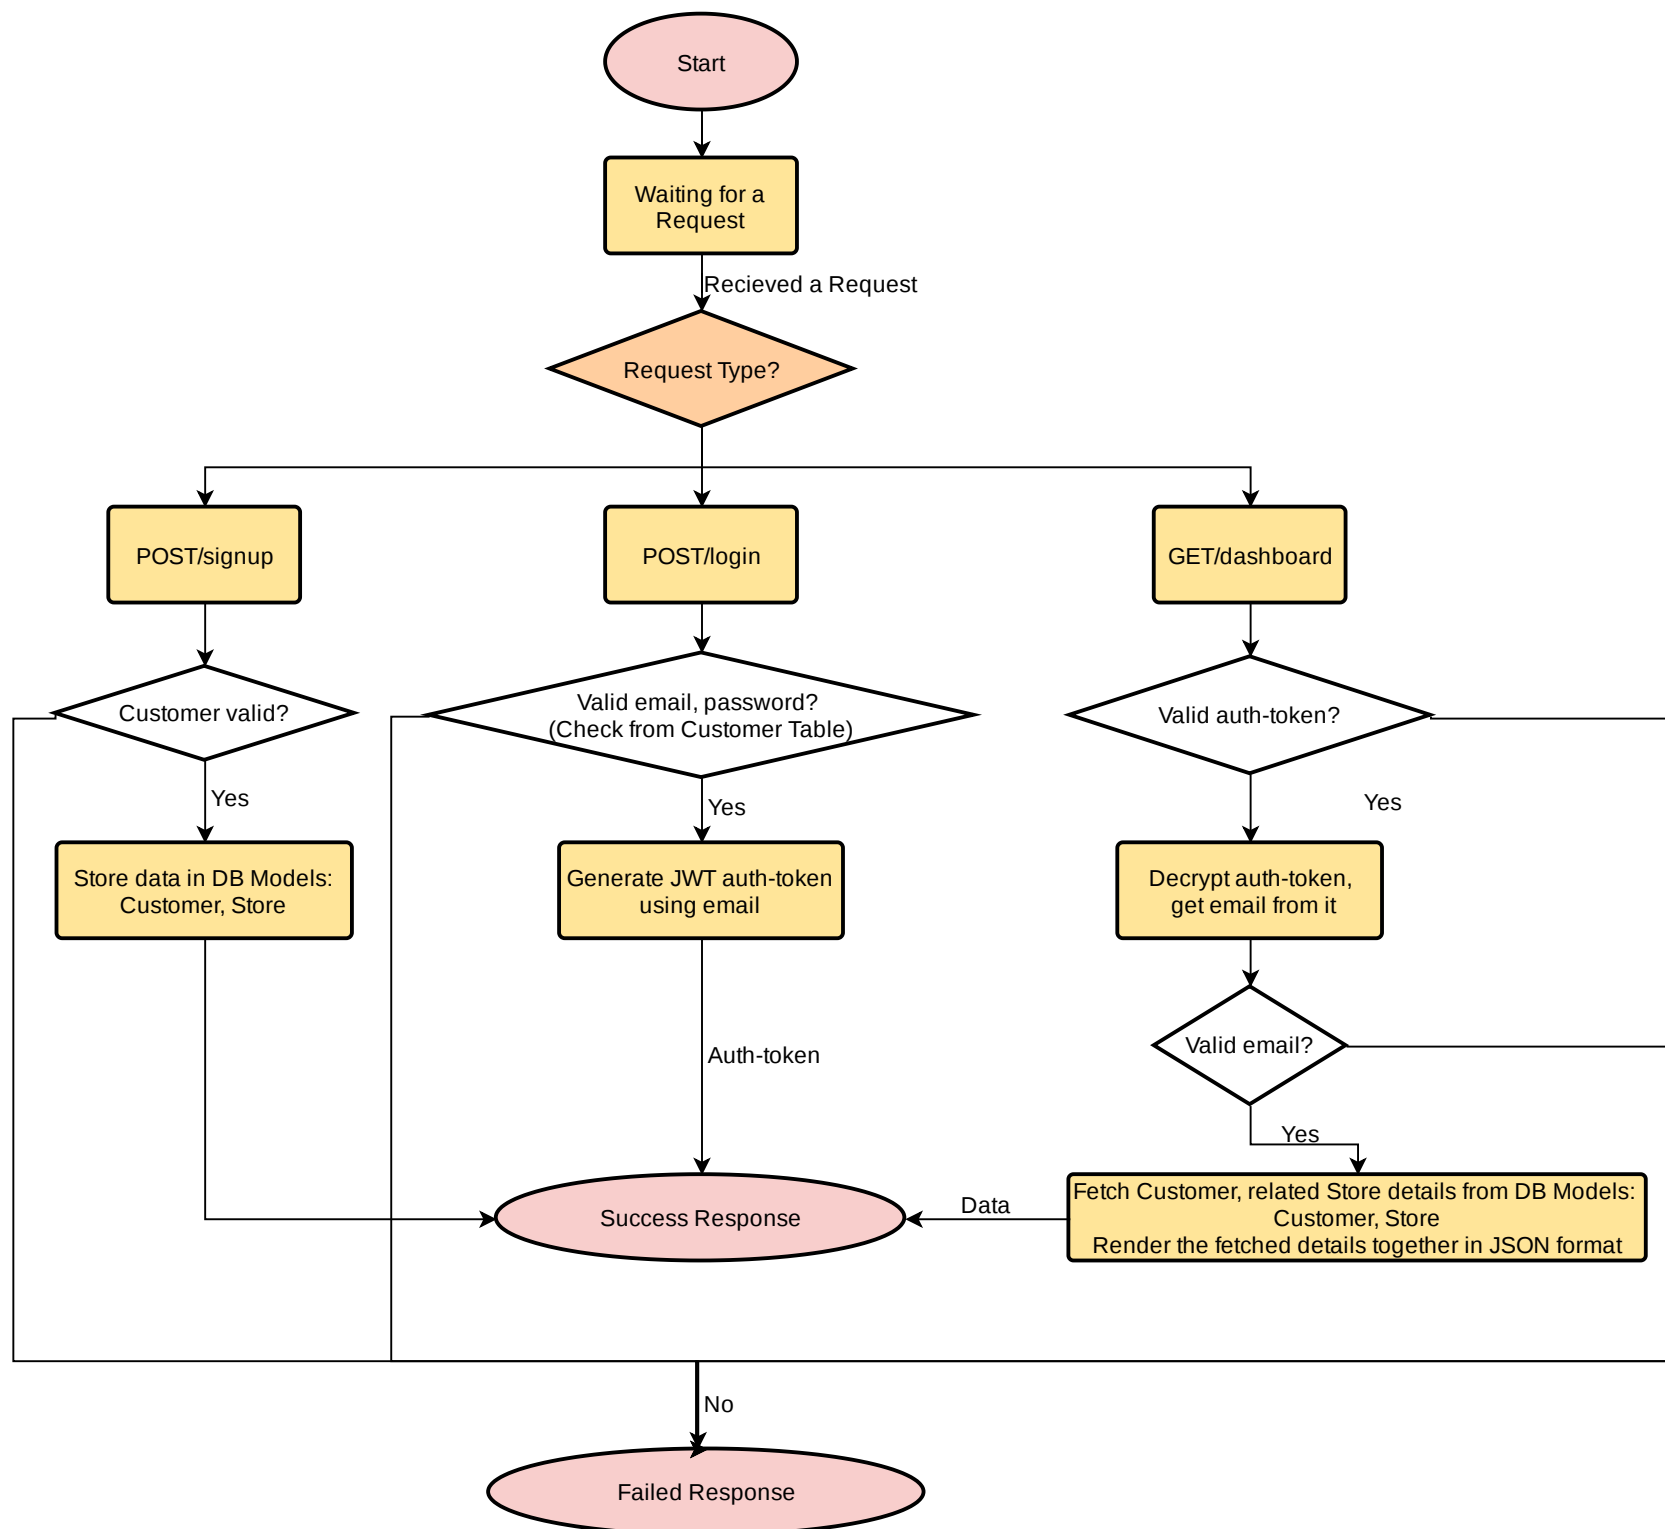 Start
Waiting for a
Request
Recieved a Request
Request Type?
POST/signup
POST/login
GET/dashboard
Customer valid?
Valid email, password?
(Check from Customer Table)
Valid auth-token?
Yes
Yes
Yes
Store data in DB Models:
Customer, Store
Generate JWT auth-token
using email
Decrypt auth-token,
get email from it
Valid email?
Auth-token
Yes
Success Response
Data
Fetch Customer, related Store details from DB Models:
Customer, Store
Render the fetched details together in JSON format
No
Failed Response